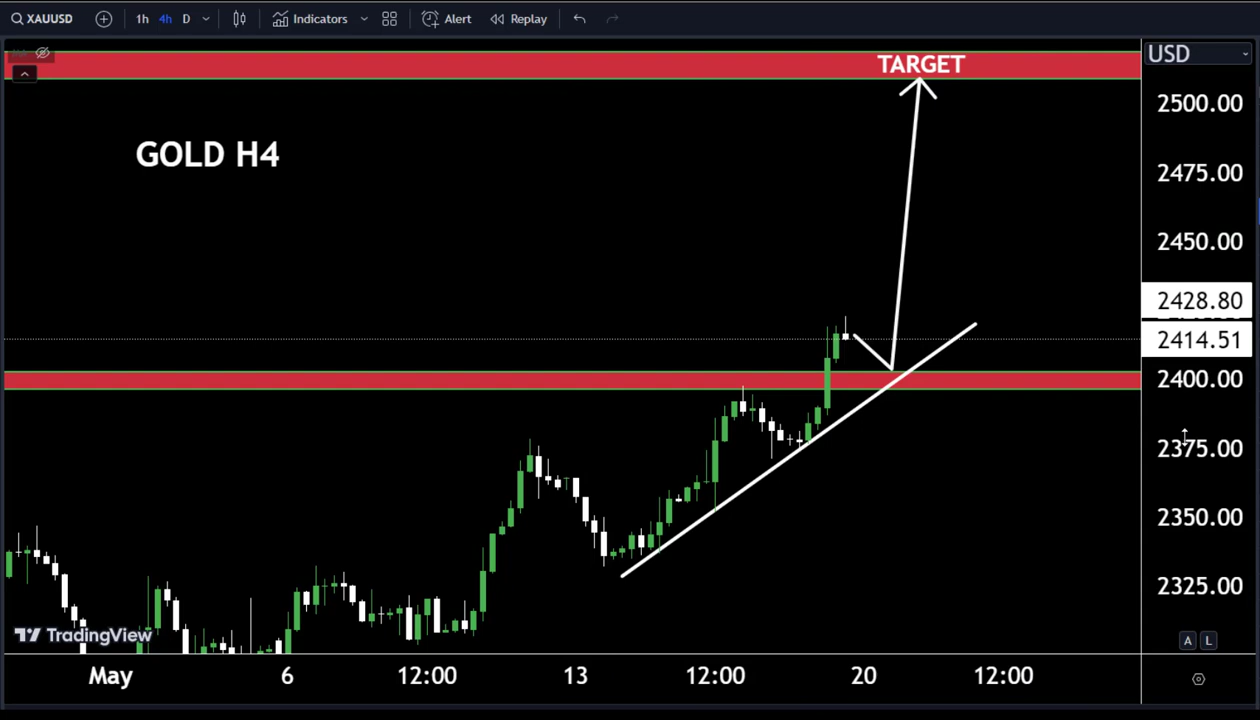 XAUUSD 1h 4h D Indicators Alert Replay
USD
TARGET
2500.00
GOLD H4
2475.00
2450.00
2428.80
2414.51
2400.00
2375.00
2350.00
2325.00
TradingView
A L
May 6 12:00 13 12:00 20 12:00